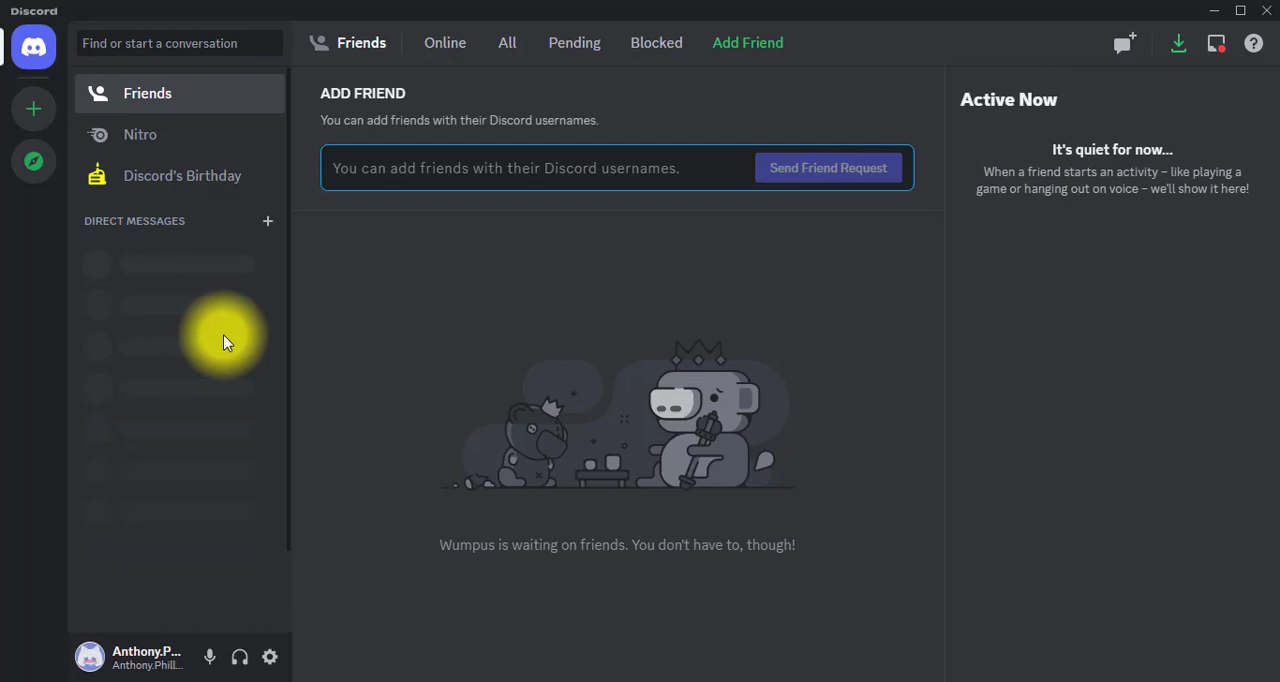 Discord
Find or start a conversation
Friends
Online
All
Pending
Blocked
Add Friend
Friends
Nitro
Discord's Birthday
DIRECT MESSAGES
ADD FRIEND
You can add friends with their Discord usernames.
You can add friends with their Discord usernames.
Send Friend Request
Wumpus is waiting on friends. You don't have to, though!
Active Now
It's quiet for now...
When a friend starts an activity – like playing a
game or hanging out on voice – we'll show it here!
Anthony.P...
Anthony.Phill...